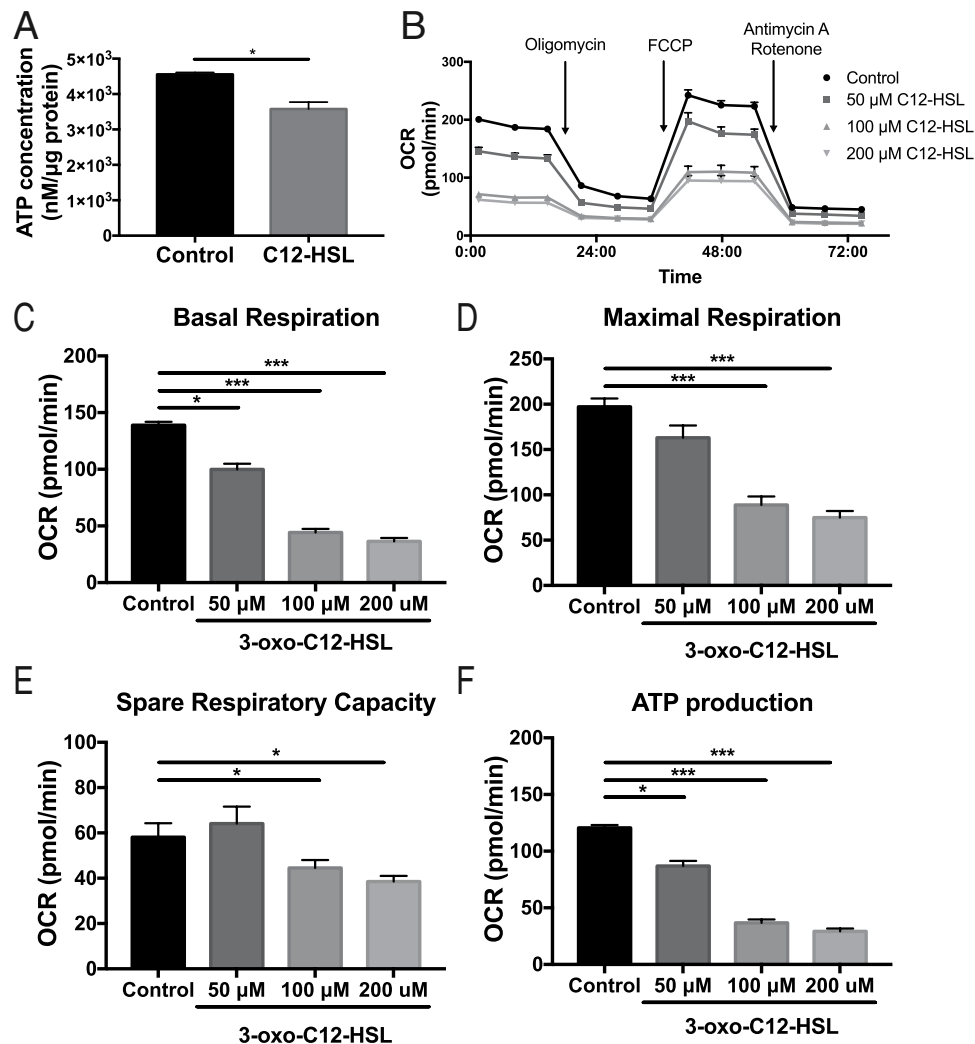 A
ATP concentration
(nM/µg protein)
5×10³
4×10³
3×10³
2×10³
1×10³
0
*
Control
C12-HSL
B
OCR
(pmol/min)
300
200
100
0
Oligomycin
FCCP
Antimycin A
Rotenone
Control
50 µM C12-HSL
100 µM C12-HSL
200 µM C12-HSL
0:00
24:00
48:00
72:00
Time
C
Basal Respiration
OCR (pmol/min)
200
150
100
50
0
***
***
*
Control
50 µM
100 µM
200 uM
3-oxo-C12-HSL
D
Maximal Respiration
OCR (pmol/min)
250
200
150
100
50
0
***
***
Control
50 µM
100 µM
200 uM
3-oxo-C12-HSL
E
Spare Respiratory Capacity
OCR (pmol/min)
100
80
60
40
20
0
*
*
Control
50 µM
100 µM
200 uM
3-oxo-C12-HSL
F
ATP production
OCR (pmol/min)
200
150
100
50
0
***
***
*
Control
50 µM
100 µM
200 uM
3-oxo-C12-HSL